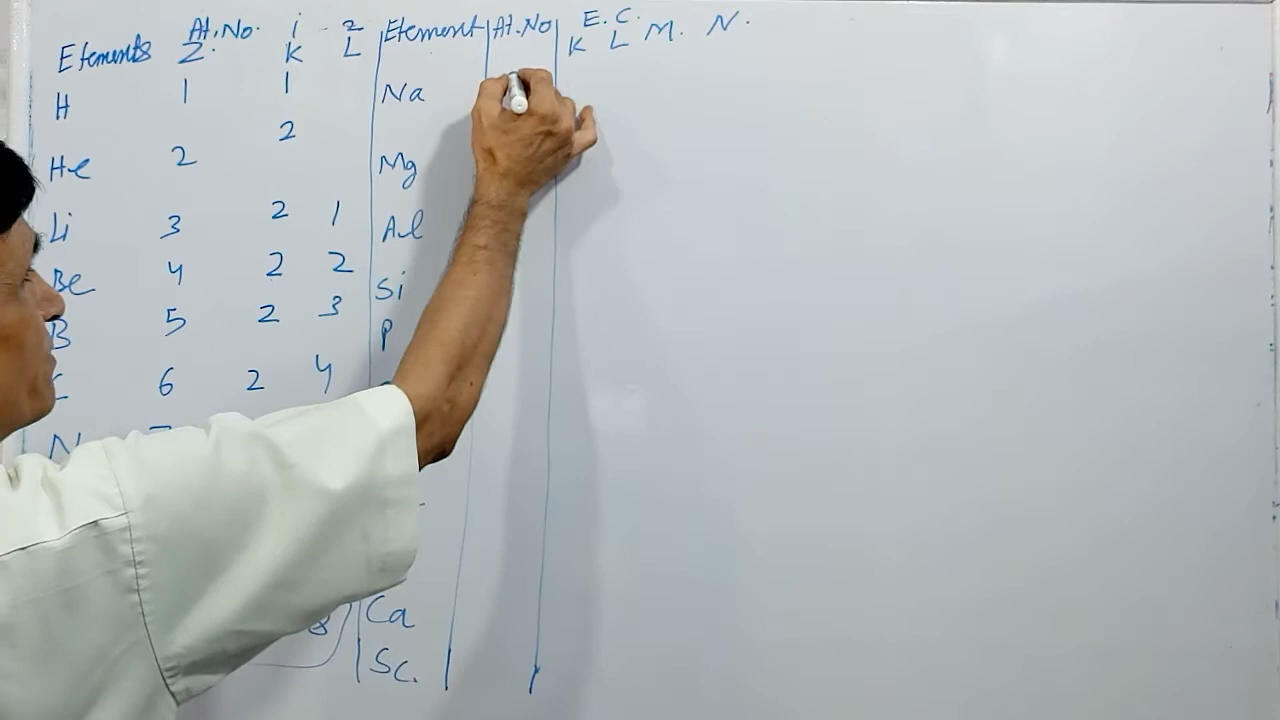 Elements At.No. Z. 1 K 2 L
H 1 1
He 2 2
Li 3 2 1
Be 4 2 2
B 5 2 3
C 6 2 4
N
8
Element At.No E.C.
K L M. N.
Na
Mg
Al
Si
P
Ca
Sc.